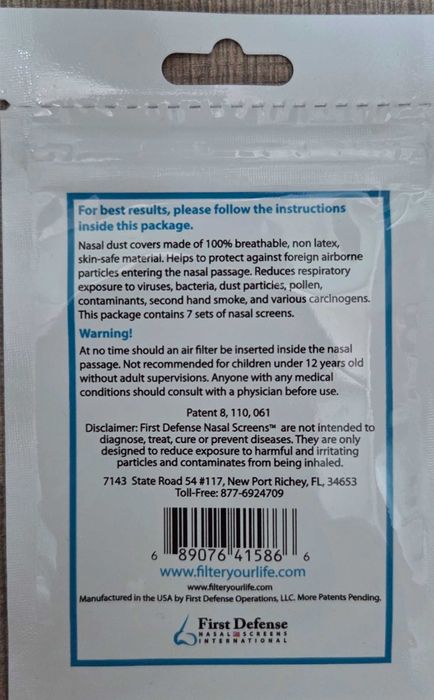 For best results, please follow the instructions
inside this package.
Nasal dust covers made of 100% breathable, non latex,
skin-safe material. Helps to protect against foreign airborne
particles entering the nasal passage. Reduces respiratory
exposure to viruses, bacteria, dust particies, pollen,
contaminants, second hand smoke, and various carcinogens.
This package contains 7 sets of nasal screens.
Warning!
At no time should an air filter be inserted inside the nasal
passage. Not recommended for children under 12 years old
without adult supervisions. Anyone with any medical
conditions should consult with a physician before use.
Patent 8, 110, 061
Disclaimer: First Defense Nasal Screens™ are not intended to
diagnose, treat, cure or prevent diseases. They are only
designed to reduce exposure to harmful and irritating
particles and contaminates from being inhaled.
7143 State Road 54 #117, New Port Richey, FL, 34653
Toll-Free: 877-6924709
6 89076 41586 6
www.filteryourlife.com
www.filteryourlife.com
Manufactured in the USA by First Defense Operations, LLC. More Patents Pending.
First Defense
NASAL SCREENS
INTERNATIONAL